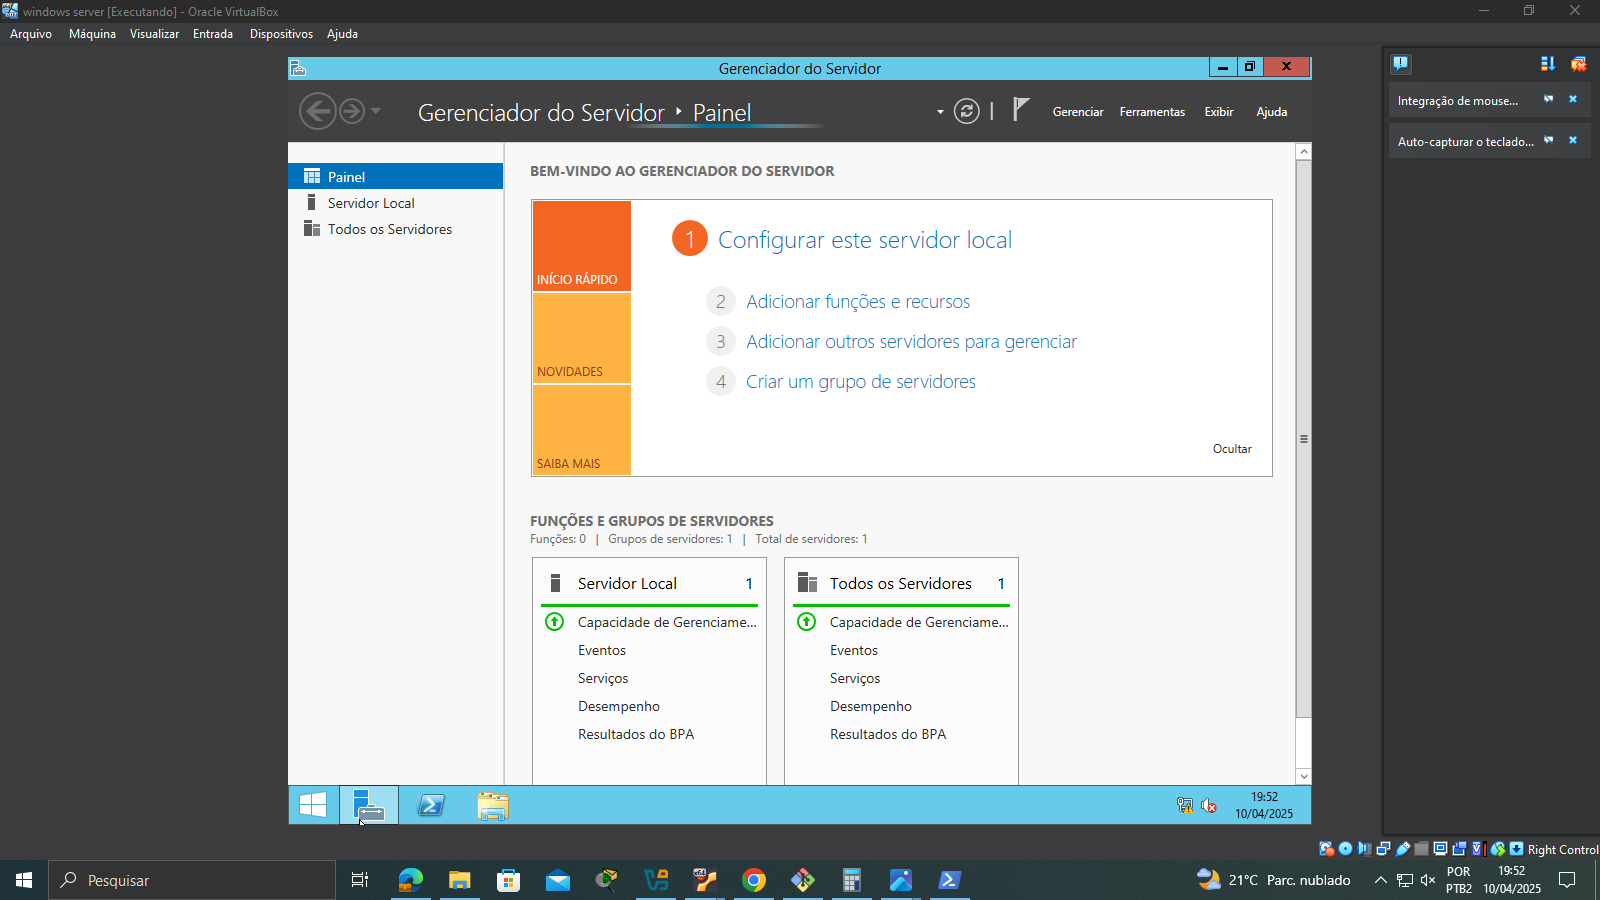 windows server [Executando] - Oracle VirtualBox
Arquivo Máquina Visualizar Entrada Dispositivos Ajuda
Gerenciador do Servidor
Gerenciador do Servidor Painel
Gerenciar Ferramentas Exibir Ajuda
Integração de mouse...
Auto-capturar o teclado...
Painel
Servidor Local
Todos os Servidores
BEM-VINDO AO GERENCIADOR DO SERVIDOR
INÍCIO RÁPIDO
NOVIDADES
SAIBA MAIS
1 Configurar este servidor local
2 Adicionar funções e recursos
3 Adicionar outros servidores para gerenciar
4 Criar um grupo de servidores
Ocultar
FUNÇÕES E GRUPOS DE SERVIDORES
Funções: 0 | Grupos de servidores: 1 | Total de servidores: 1
Servidor Local 1
Capacidade de Gerenciame...
Eventos
Serviços
Desempenho
Resultados do BPA
Todos os Servidores 1
Capacidade de Gerenciame...
Eventos
Serviços
Desempenho
Resultados do BPA
19:52
10/04/2025
Right Control
Pesquisar
21°C Parc. nublado
POR
PTB2
19:52
10/04/2025